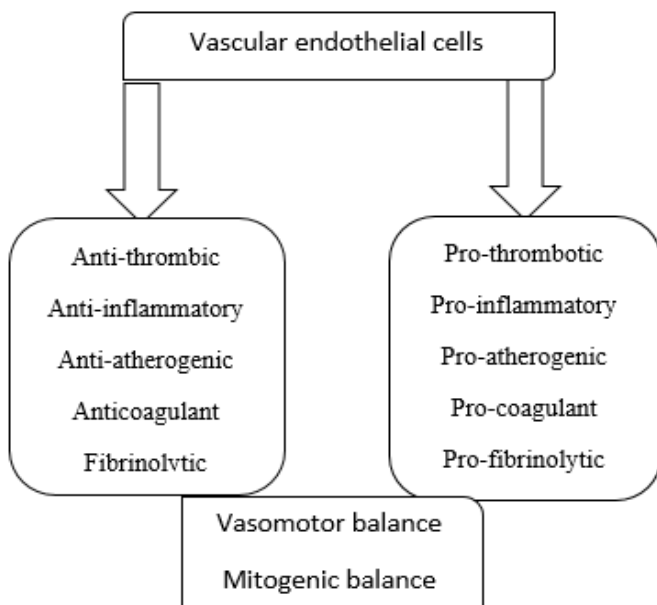 Vascular endothelial cells
Anti-thrombic
Anti-inflammatory
Anti-atherogenic
Anticoagulant
Fibrinolytic
Pro-thrombotic
Pro-inflammatory
Pro-atherogenic
Pro-coagulant
Pro-fibrinolytic
Vasomotor balance
Mitogenic balance